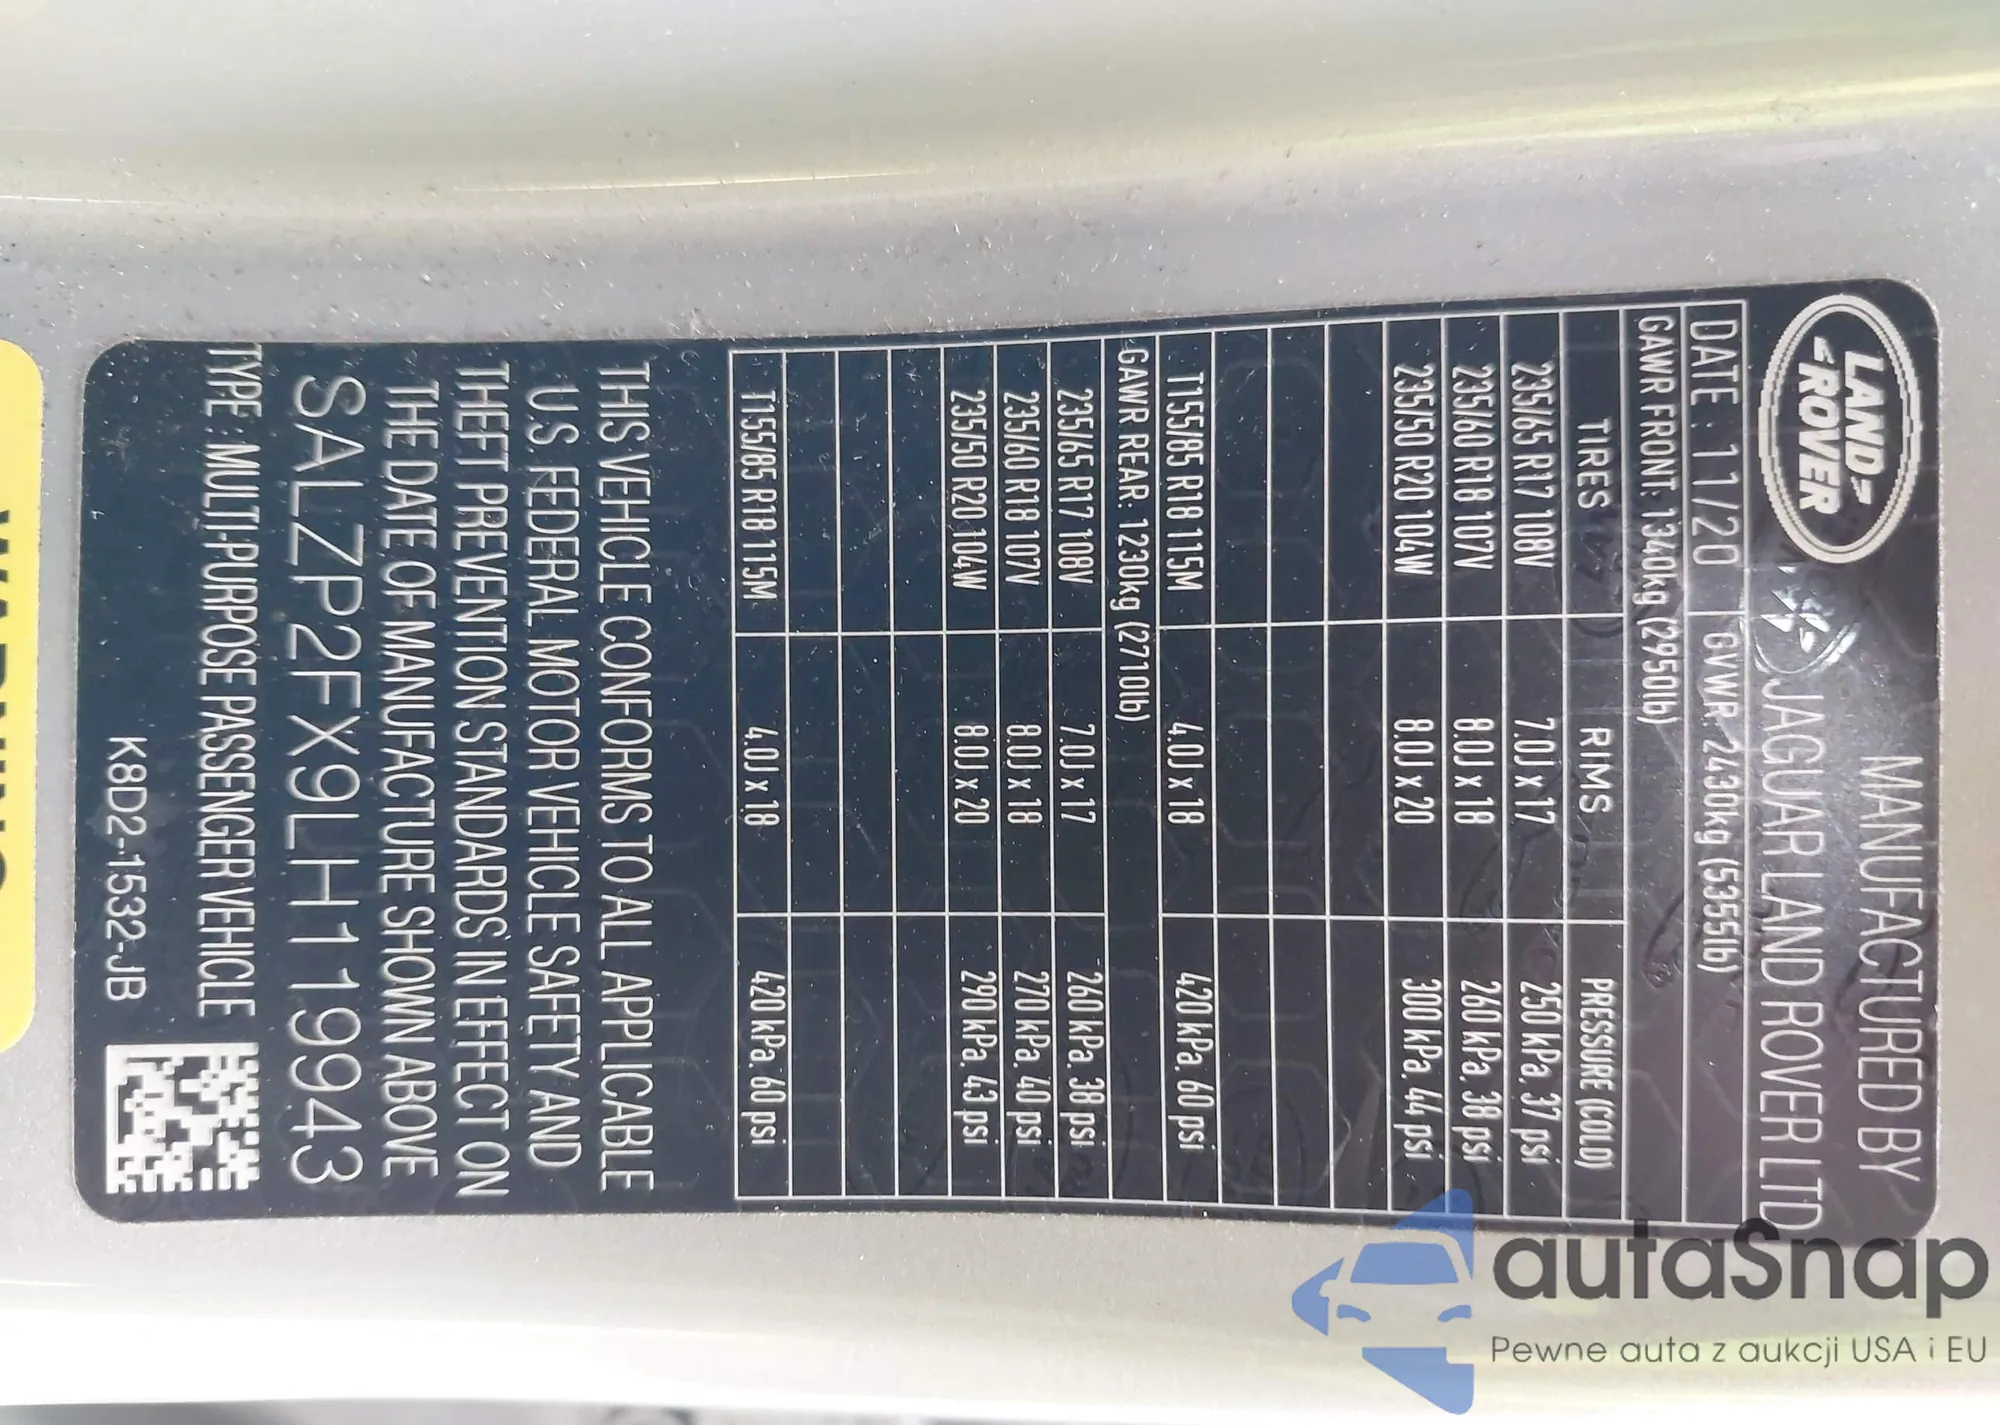 LAND
ROVER
MANUFACTURED BY
JAGUAR LAND ROVER LTD
DATE : 11/20 GVWR: 2430kg (5355lb)
GAWR FRONT: 1340kg (2950lb)
TIRES RIMS PRESSURE (COLD)
235/65 R17 108V 7.0J x 17 250 kPa, 37 psi
235/60 R18 107V 8.0J x 18 260 kPa, 38 psi
235/50 R20 104W 8.0J x 20 300 kPa, 44 psi
T155/85 R18 115M 4.0J x 18 420 kPa, 60 psi
GAWR REAR: 1230kg (2710lb)
235/65 R17 108V 7.0J x 17 260 kPa, 38 psi
235/60 R18 107V 8.0J x 18 270 kPa, 40 psi
235/50 R20 104W 8.0J x 20 290 kPa, 43 psi
T155/85 R18 115M 4.0J x 18 420 kPa, 60 psi
THIS VEHICLE CONFORMS TO ALL APPLICABLE
U.S. FEDERAL MOTOR VEHICLE SAFETY AND
THEFT PREVENTION STANDARDS IN EFFECT ON
THE DATE OF MANUFACTURE SHOWN ABOVE
SALZP2FX9LH119943
TYPE : MULTI-PURPOSE PASSENGER VEHICLE
K8D2-1532-JB
autaSnap
Pewne auta z aukcji USA i EU